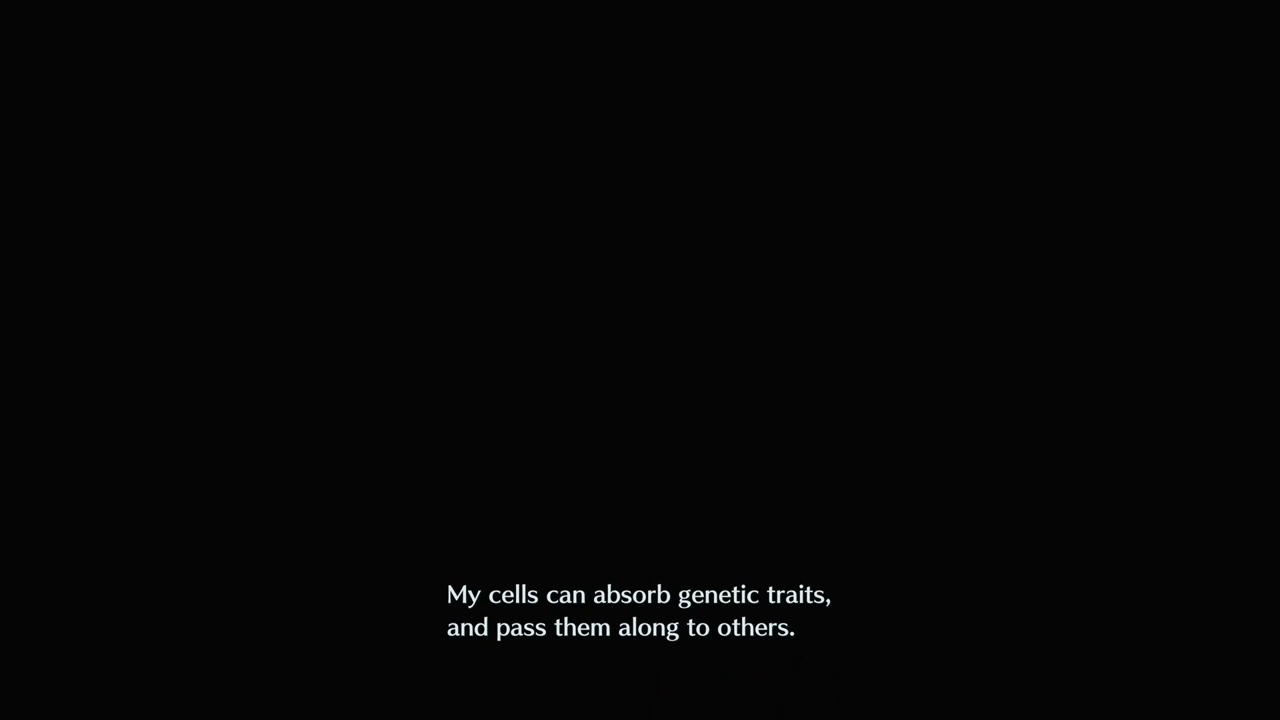 My cells can absorb genetic traits,
and pass them along to others.